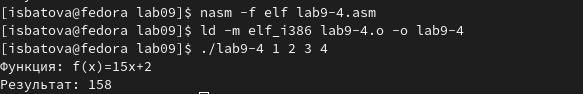 [isbatova@fedora lab09]$ nasm -f elf lab9-4.asm
[isbatova@fedora lab09]$ ld -m elf_i386 lab9-4.o -o lab9-4
[isbatova@fedora lab09]$ ./lab9-4 1 2 3 4
Функция: f(x)=15x+2
Результат: 158